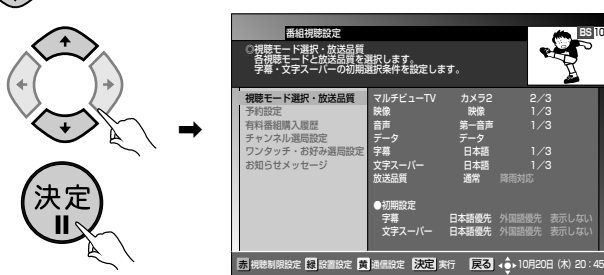 番組視聴設定
BS 10
◎視聴モード選択・放送品質
各視聴モードと放送品質を選択します。
字幕・文字スーパーの初期選択条件を設定します。
視聴モード選択・放送品質
予約設定
有料番組購入履歴
チャンネル選局設定
ワンタッチ・お好み選局設定
お知らせメッセージ
マルチビューTV カメラ2 2/3
映像 映像 1/3
音声 第一音声 1/3
データ データ
字幕 日本語 1/3
文字スーパー 日本語 1/3
放送品質 通常 降雨対応
●初期設定
字幕 日本語優先 外国語優先 表示しない
文字スーパー 日本語優先 外国語優先 表示しない
決定
赤 視聴制限設定 緑 設置設定 黄 通信設定 決定 実行 戻る 10月20日(木) 20:45